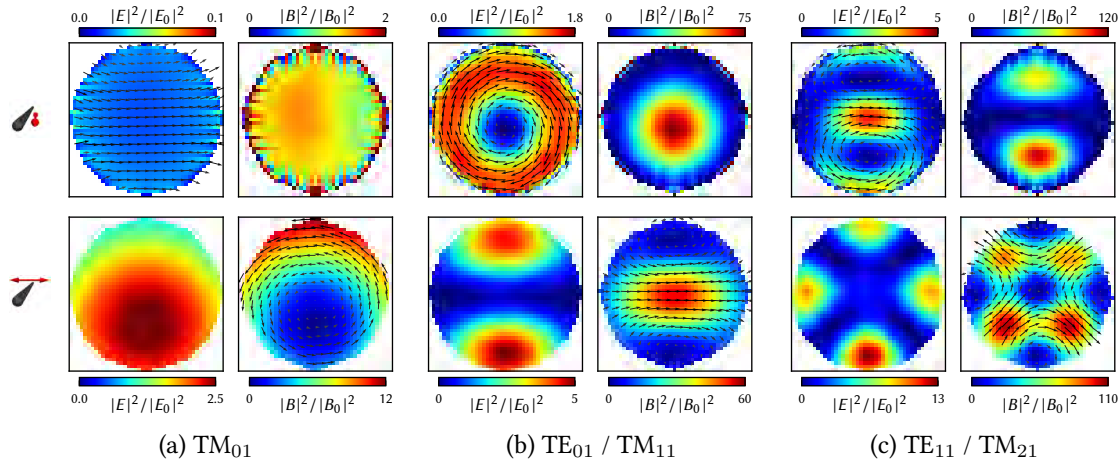 |E|²/|E₀|² |B|²/|B₀|² |E|²/|E₀|² |B|²/|B₀|² |E|²/|E₀|² |B|²/|B₀|²
0.0 0.1 0 2 0.0 1.8 0 75 0 5 0 120
0.0 2.5 0 12 0 5 0 60 0 13 0 110
|E|²/|E₀|² |B|²/|B₀|² |E|²/|E₀|² |B|²/|B₀|² |E|²/|E₀|² |B|²/|B₀|²
(a) TM₀₁ (b) TE₀₁ / TM₁₁ (c) TE₁₁ / TM₂₁